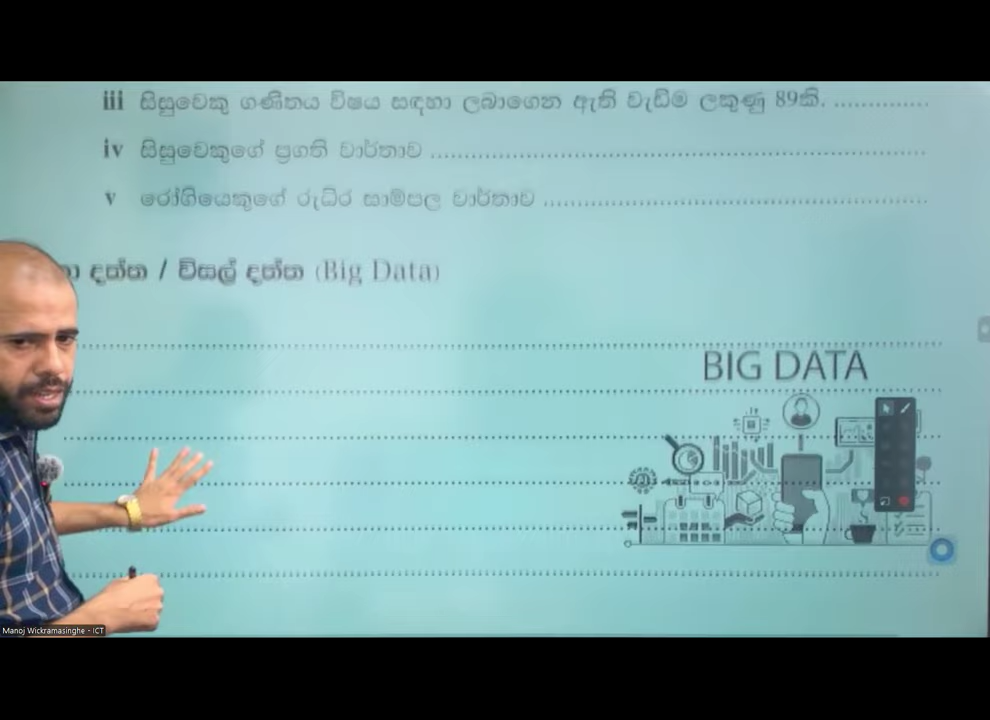 iii සිසුවෙකු ගණිතය විෂය සඳහා ලබාගෙන ඇති වැඩිම ලකුණු 89කි. ..............
iv සිසුවෙකුගේ ප්‍රගති වාර්තාව ..............................
v රෝගියෙකුගේ රුධිර සාම්පල වාර්තාව ..............................
දත්ත / විසල් දත්ත (Big Data)
BIG DATA
Manoj Wickramasinghe - ICT